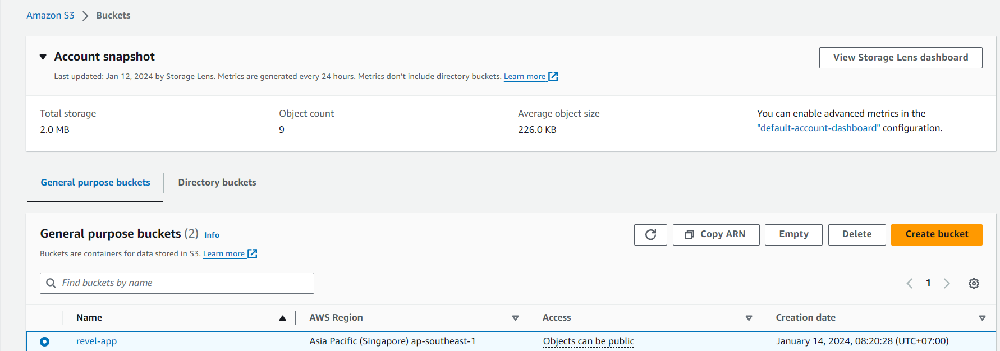 Amazon S3 > Buckets
Account snapshot
View Storage Lens dashboard
Last updated: Jan 12, 2024 by Storage Lens. Metrics are generated every 24 hours. Metrics don't include directory buckets. Learn more
Total storage
2.0 MB
Object count
9
Average object size
226.0 KB
You can enable advanced metrics in the
"default-account-dashboard" configuration.
General purpose buckets
Directory buckets
General purpose buckets (2) Info
Buckets are containers for data stored in S3. Learn more
Copy ARN
Empty
Delete
Create bucket
Find buckets by name
1
Name AWS Region Access Creation date
revel-app Asia Pacific (Singapore) ap-southeast-1 Objects can be public January 14, 2024, 08:20:28 (UTC+07:00)